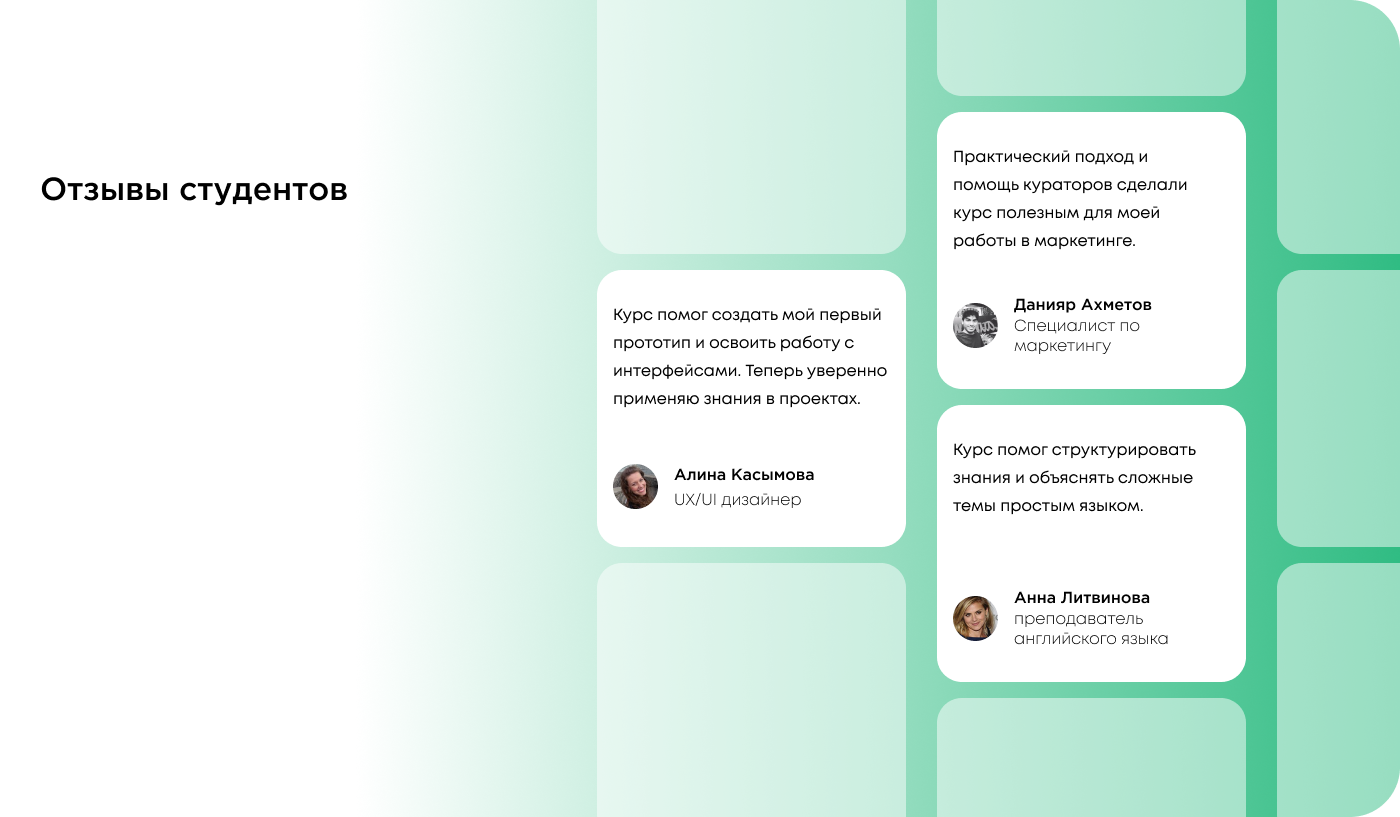 Отзывы студентов
Курс помог создать мой первый
прототип и освоить работу с
интерфейсами. Теперь уверенно
применяю знания в проектах.
Алина Касымова
UX/UI дизайнер
Практический подход и
помощь кураторов сделали
курс полезным для моей
работы в маркетинге.
Данияр Ахметов
Специалист по
маркетингу
Курс помог структурировать
знания и объяснять сложные
темы простым языком.
Анна Литвинова
преподаватель
английского языка